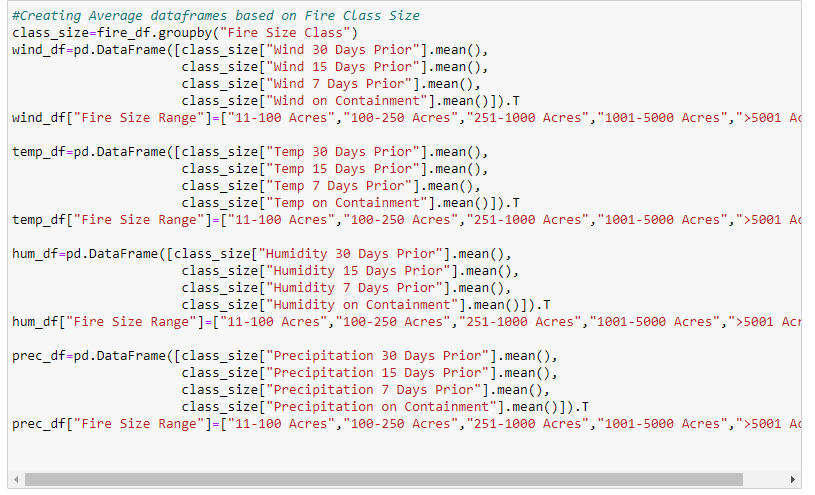 #Creating Average dataframes based on Fire Class Size
class_size=fire_df.groupby("Fire Size Class")
wind_df=pd.DataFrame([class_size["Wind 30 Days Prior"].mean(),
class_size["Wind 15 Days Prior"].mean(),
class_size["Wind 7 Days Prior"].mean(),
class_size["Wind on Containment"].mean()]).T
wind_df["Fire Size Range"]=["11-100 Acres","100-250 Acres","251-1000 Acres","1001-5000 Acres",">5001 Ac
temp_df=pd.DataFrame([class_size["Temp 30 Days Prior"].mean(),
class_size["Temp 15 Days Prior"].mean(),
class_size["Temp 7 Days Prior"].mean(),
class_size["Temp on Containment"].mean()]).T
temp_df["Fire Size Range"]=["11-100 Acres","100-250 Acres","251-1000 Acres","1001-5000 Acres",">5001 Ac
hum_df=pd.DataFrame([class_size["Humidity 30 Days Prior"].mean(),
class_size["Humidity 15 Days Prior"].mean(),
class_size["Humidity 7 Days Prior"].mean(),
class_size["Humidity on Containment"].mean()]).T
hum_df["Fire Size Range"]=["11-100 Acres","100-250 Acres","251-1000 Acres","1001-5000 Acres",">5001 Acr
prec_df=pd.DataFrame([class_size["Precipitation 30 Days Prior"].mean(),
class_size["Precipitation 15 Days Prior"].mean(),
class_size["Precipitation 7 Days Prior"].mean(),
class_size["Precipitation on Containment"].mean()]).T
prec_df["Fire Size Range"]=["11-100 Acres","100-250 Acres","251-1000 Acres","1001-5000 Acres",">5001 Ac